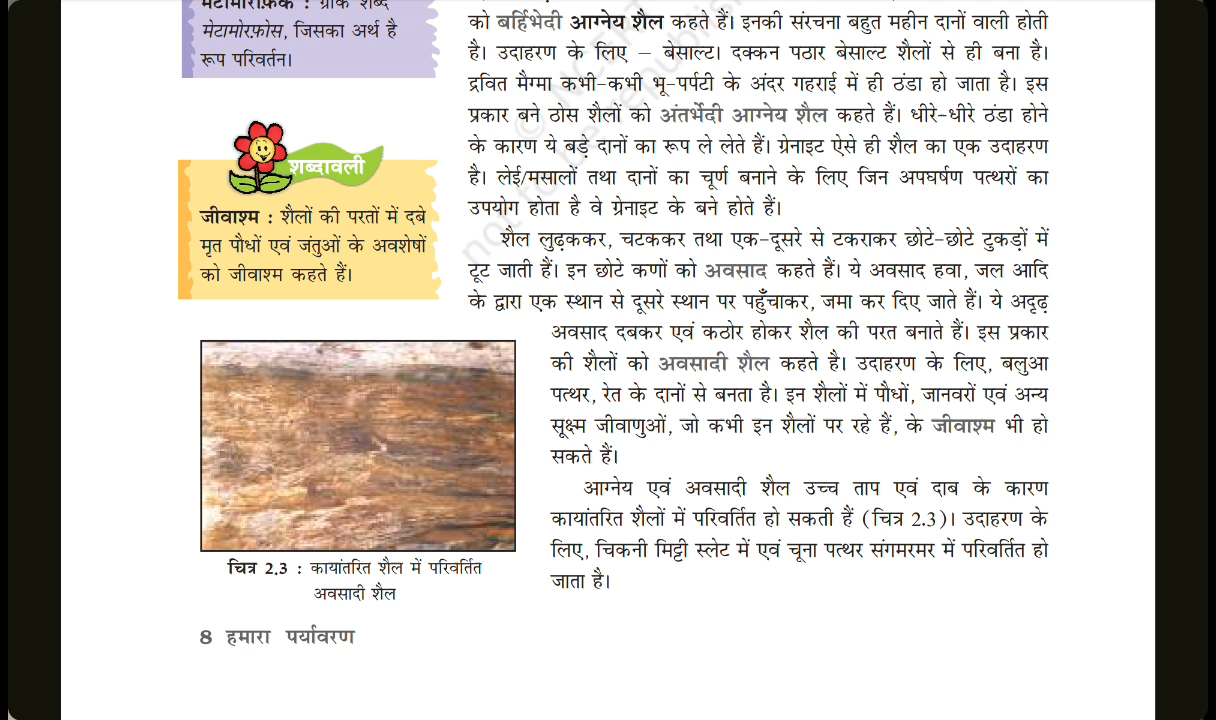 मेटामोरफ़िक : ग्रीक शब्द
मेटामोरफ़ोस, जिसका अर्थ है
रूप परिवर्तन।
शब्दावली
जीवाश्म : शैलों की परतों में दबे
मृत पौधों एवं जंतुओं के अवशेषों
को जीवाश्म कहते हैं।
को बर्हिभेदी आग्नेय शैल कहते हैं। इनकी संरचना बहुत महीन दानों वाली होती
है। उदाहरण के लिए – बेसाल्ट। दक्कन पठार बेसाल्ट शैलों से ही बना है।
द्रवित मैग्मा कभी-कभी भू-पर्पटी के अंदर गहराई में ही ठंडा हो जाता है। इस
प्रकार बने ठोस शैलों को अंतर्भेदी आग्नेय शैल कहते हैं। धीरे-धीरे ठंडा होने
के कारण ये बड़े दानों का रूप ले लेते हैं। ग्रेनाइट ऐसे ही शैल का एक उदाहरण
है। लेई/मसालों तथा दानों का चूर्ण बनाने के लिए जिन अपघर्षण पत्थरों का
उपयोग होता है वे ग्रेनाइट के बने होते हैं।
शैल लुढ़ककर, चटककर तथा एक-दूसरे से टकराकर छोटे-छोटे टुकड़ों में
टूट जाती हैं। इन छोटे कणों को अवसाद कहते हैं। ये अवसाद हवा, जल आदि
के द्वारा एक स्थान से दूसरे स्थान पर पहुँचाकर, जमा कर दिए जाते हैं। ये अदृढ़
अवसाद दबकर एवं कठोर होकर शैल की परत बनाते हैं। इस प्रकार
की शैलों को अवसादी शैल कहते है। उदाहरण के लिए, बलुआ
पत्थर, रेत के दानों से बनता है। इन शैलों में पौधों, जानवरों एवं अन्य
सूक्ष्म जीवाणुओं, जो कभी इन शैलों पर रहे हैं, के जीवाश्म भी हो
सकते हैं।
आग्नेय एवं अवसादी शैल उच्च ताप एवं दाब के कारण
कायांतरित शैलों में परिवर्तित हो सकती हैं (चित्र 2.3)। उदाहरण के
लिए, चिकनी मिट्टी स्लेट में एवं चूना पत्थर संगमरमर में परिवर्तित हो
जाता है।
चित्र 2.3 : कायांतरित शैल में परिवर्तित
अवसादी शैल
8 हमारा पर्यावरण
© NCERT
not to be republished